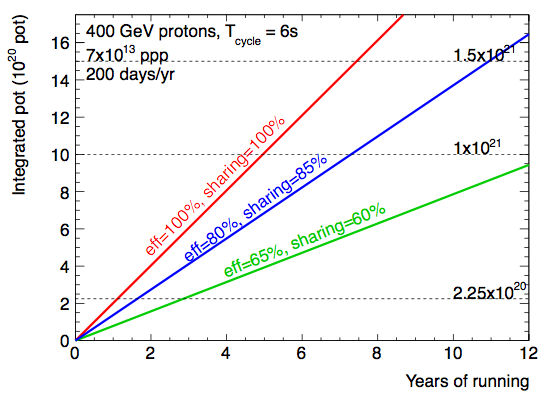 400 GeV protons, T_cycle = 6s
7x10^13 ppp
200 days/yr
Integrated pot (10^20 pot)
16
14
12
10
8
6
4
2
0
1.5x10^21
1x10^21
2.25x10^20
eff=100%, sharing=100%
eff=80%, sharing=85%
eff=65%, sharing=60%
0 2 4 6 8 10 12
Years of running